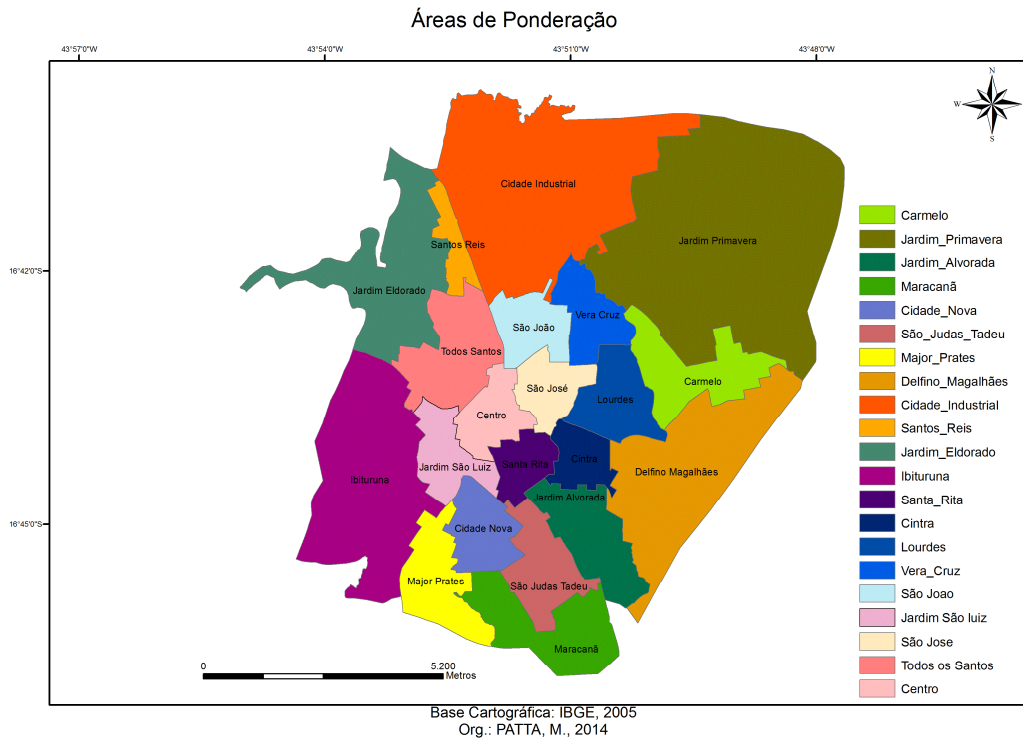 Áreas de Ponderação
43°57'0"W
43°54'0"W
43°51'0"W
43°48'0"W
N
W
E
S
16°42'0"S
16°45'0"S
Cidade Industrial
Jardim Primavera
Santos Reis
Jardim Eldorado
Vera Cruz
São João
Todos Santos
Carmelo
São José
Lourdes
Centro
Cintra
Santa Rita
Jardim São Luiz
Delfino Magalhães
Ibituruna
Jardim Alvorada
Cidade Nova
Major Prates
São Judas Tadeu
Maracanã
Carmelo
Jardim_Primavera
Jardim_Alvorada
Maracanã
Cidade_Nova
São_Judas_Tadeu
Major_Prates
Delfino_Magalhães
Cidade_Industrial
Santos_Reis
Jardim_Eldorado
Ibituruna
Santa_Rita
Cintra
Lourdes
Vera_Cruz
São Joao
Jardim São luiz
São Jose
Todos os Santos
Centro
0
5.200
Metros
Base Cartográfica: IBGE, 2005
Org.: PATTA, M., 2014